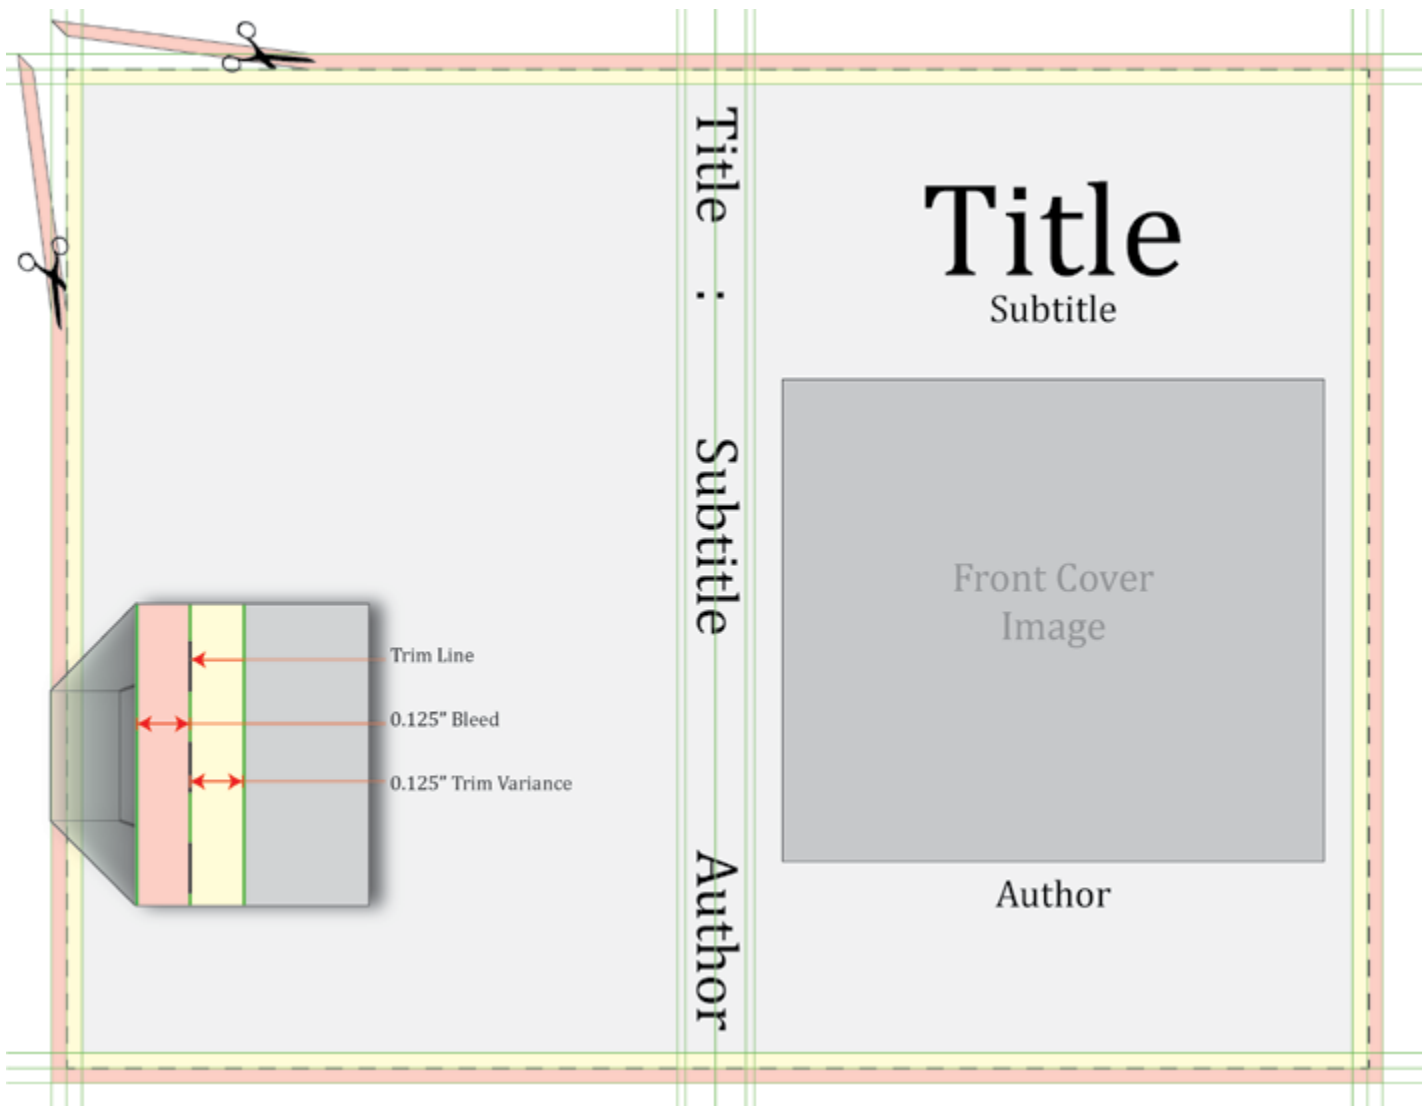 Trim Line
0.125" Bleed
0.125" Trim Variance
Title : Subtitle Author
Title
Subtitle
Front Cover
Image
Author